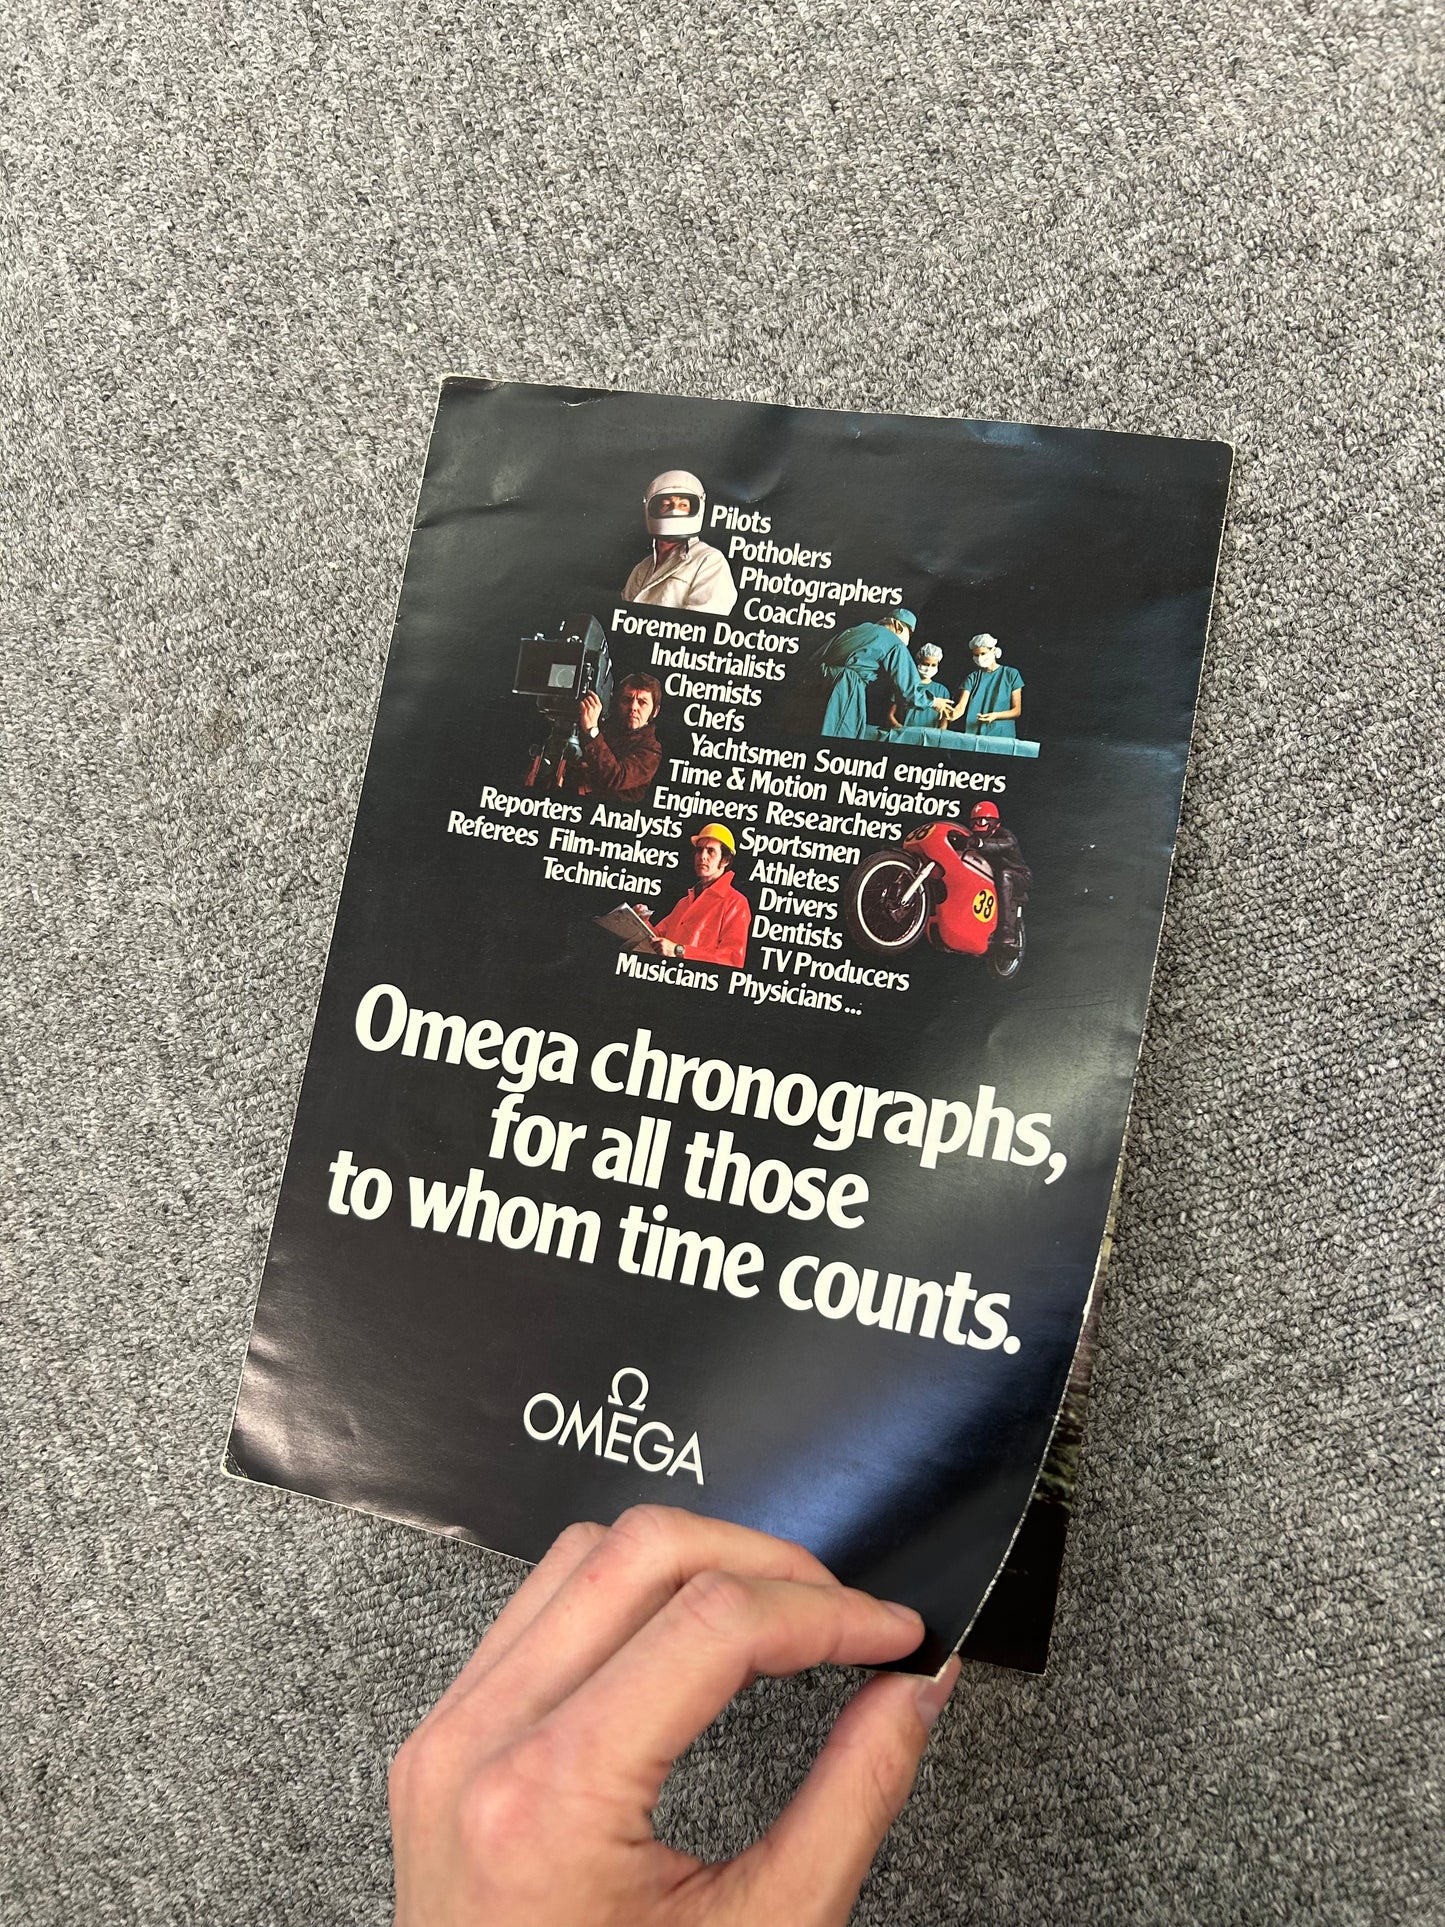 Pilots
Potholers
Photographers
Coaches
Foremen Doctors
Industrialists
Chemists
Chefs
Yachtsmen Sound engineers
Time & Motion Navigators
Engineers Researchers
Reporters Analysts
Sportsmen
Referees Film-makers
Athletes
Technicians
Drivers
Dentists
TV Producers
Musicians Physicians...
38
Omega chronographs,
for all those
to whom time counts.
Ω
OMEGA